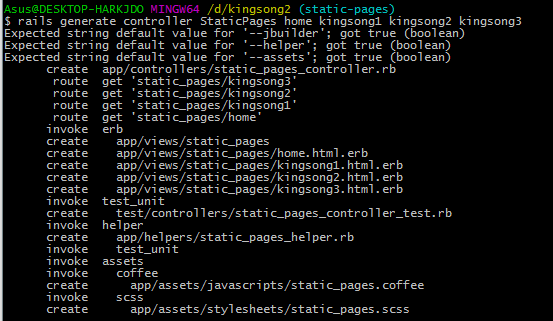 Asus@DESKTOP-HARKJDO MINGW64 /d/kingsong2 (static-pages)
$ rails generate controller StaticPages home kingsong1 kingsong2 kingsong3
Expected string default value for '--jbuilder'; got true (boolean)
Expected string default value for '--helper'; got true (boolean)
Expected string default value for '--assets'; got true (boolean)
create app/controllers/static_pages_controller.rb
route get 'static_pages/kingsong3'
route get 'static_pages/kingsong2'
route get 'static_pages/kingsong1'
route get 'static_pages/home'
invoke erb
create app/views/static_pages
create app/views/static_pages/home.html.erb
create app/views/static_pages/kingsong1.html.erb
create app/views/static_pages/kingsong2.html.erb
create app/views/static_pages/kingsong3.html.erb
invoke test_unit
create test/controllers/static_pages_controller_test.rb
invoke helper
create app/helpers/static_pages_helper.rb
invoke test_unit
invoke assets
invoke coffee
create app/assets/javascripts/static_pages.coffee
invoke scss
create app/assets/stylesheets/static_pages.scss